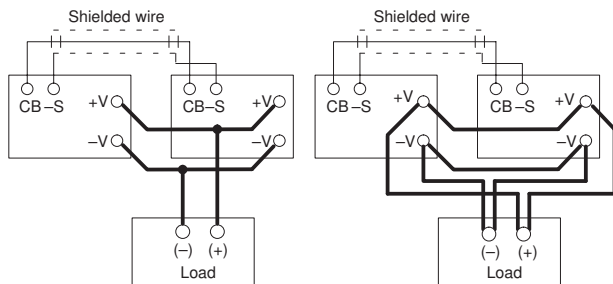 Shielded wire
Shielded wire
CB –S +V
CB –S +V
CB –S +V
CB –S +V
–V
–V
–V
–V
(–) (+)
(–) (+)
Load
Load